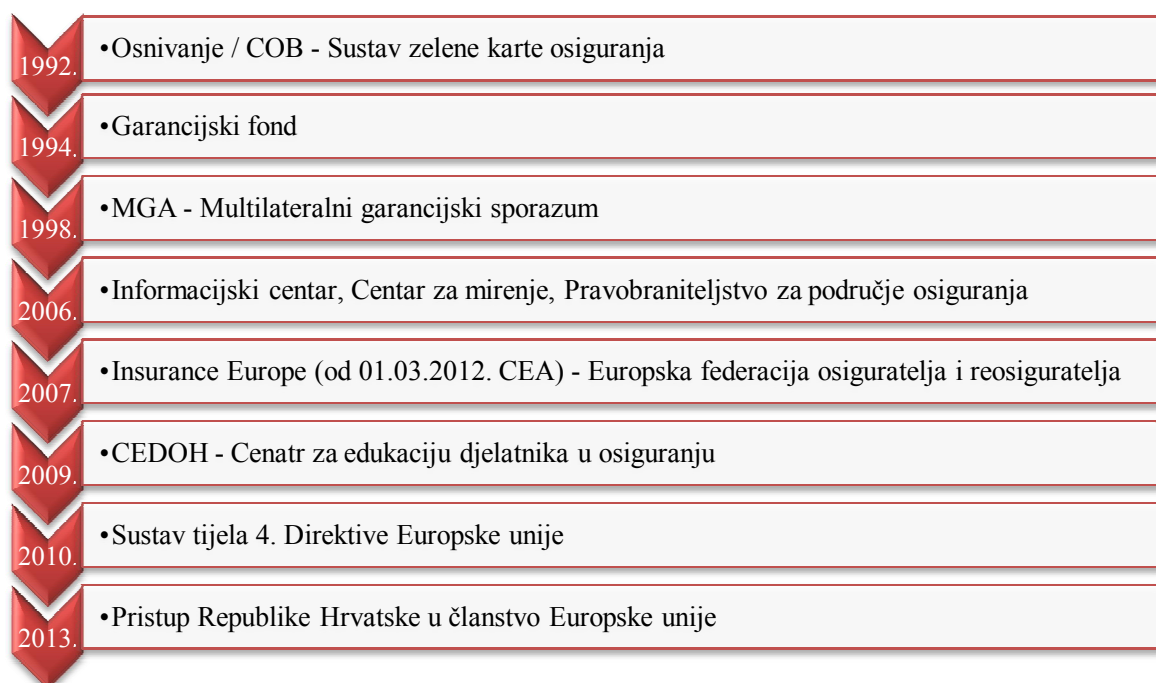 1992.
•Osnivanje / COB - Sustav zelene karte osiguranja
1994.
•Garancijski fond
1998.
•MGA - Multilateralni garancijski sporazum
2006.
•Informacijski centar, Centar za mirenje, Pravobraniteljstvo za područje osiguranja
2007.
•Insurance Europe (od 01.03.2012. CEA) - Europska federacija osiguratelja i reosiguratelja
2009.
•CEDOH - Cenatr za edukaciju djelatnika u osiguranju
2010.
•Sustav tijela 4. Direktive Europske unije
2013.
•Pristup Republike Hrvatske u članstvo Europske unije